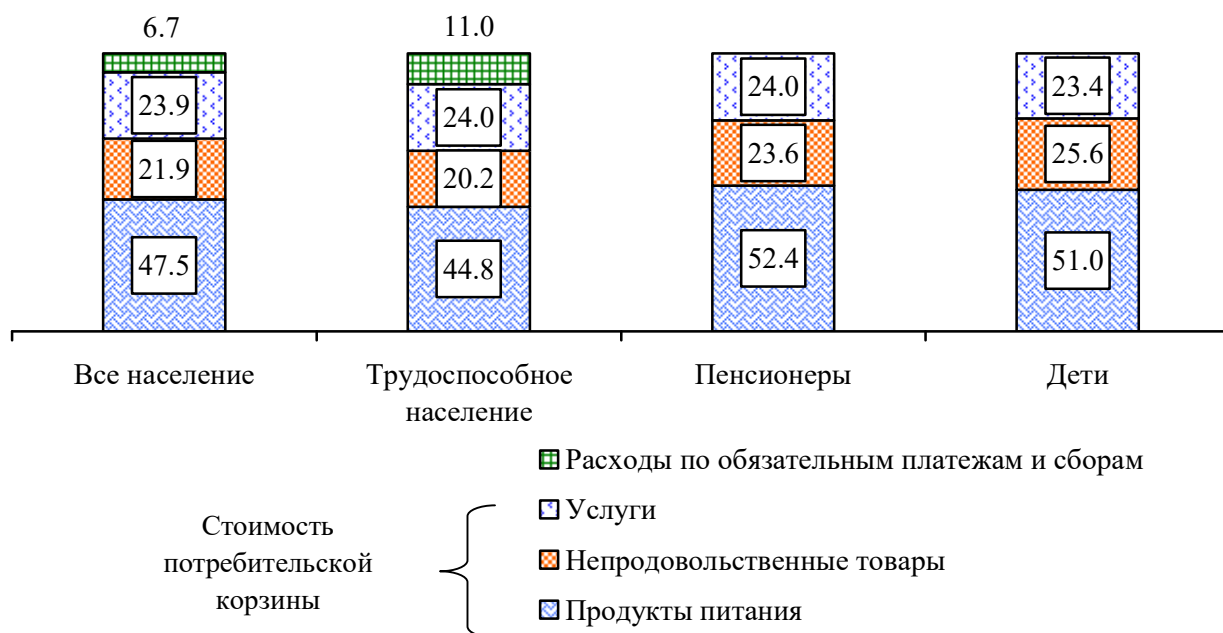 6.7
11.0
23.9
24.0
24.0
23.4
21.9
20.2
23.6
25.6
47.5
44.8
52.4
51.0
Все население
Трудоспособное
население
Пенсионеры
Дети
Расходы по обязательным платежам и сборам
Услуги
Непродовольственные товары
Продукты питания
Стоимость
потребительской
корзины